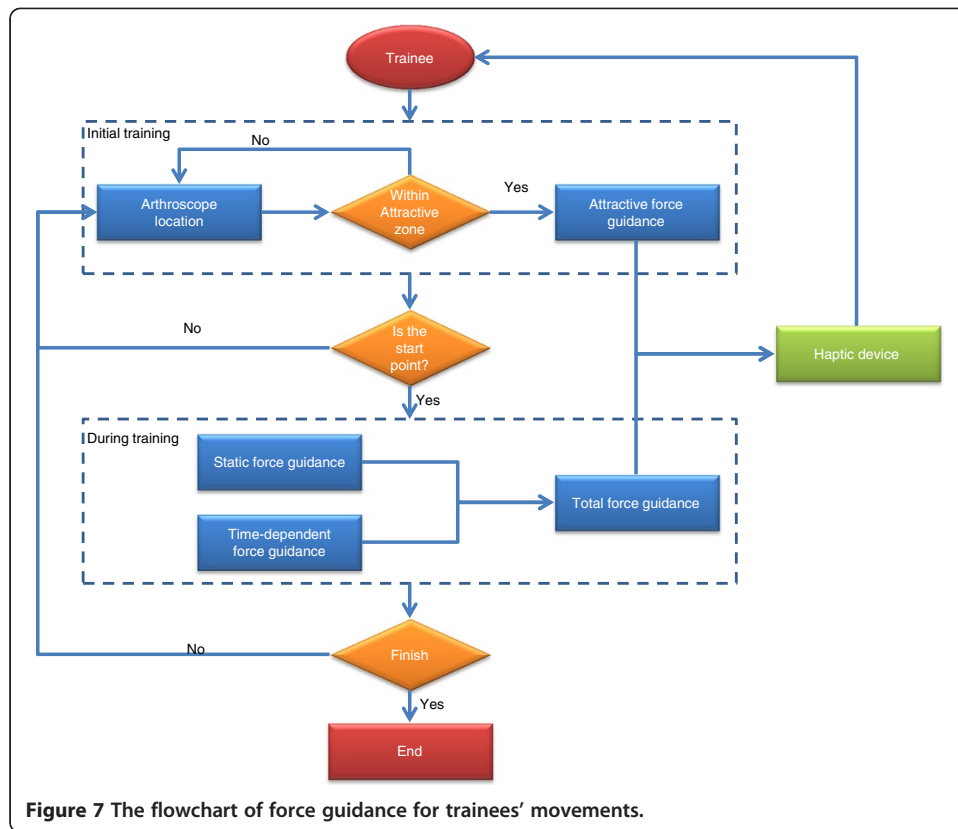 Trainee
Initial training
No
Arthroscope
location
Within
Attractive
zone
Yes
Attractive force
guidance
No
Is the
start
point?
Haptic device
Yes
During training
Static force guidance
Total force guidance
Time-dependent
force guidance
No
Finish
Yes
End
Figure 7 The flowchart of force guidance for trainees’ movements.